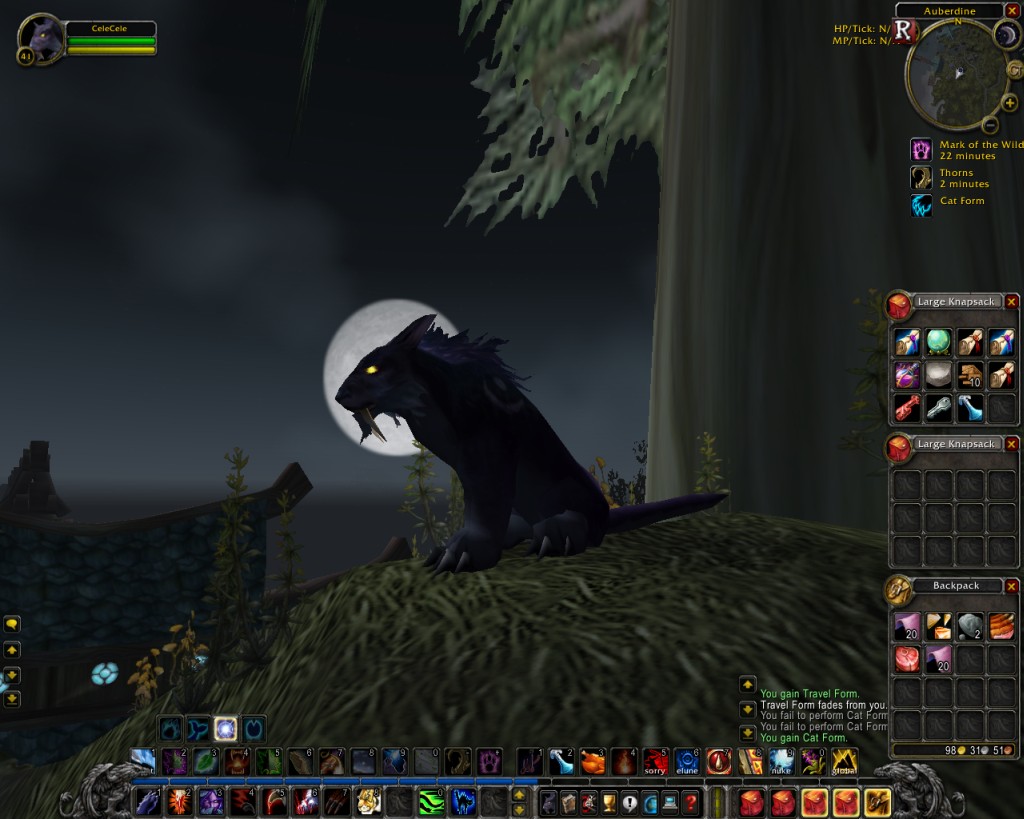 CeleCele
41
Auberdine
N
HP/Tick: N/
MP/Tick: N/
R
Mark of the Wild
22 minutes
Thorns
2 minutes
Cat Form
Large Knapsack
10
Large Knapsack
Backpack
20
2
20
98 31 51
You gain Travel Form.
Travel Form fades from you.
You fail to perform Cat Form
You fail to perform Cat Form
You gain Cat Form.
sorry
elune
nuke
global